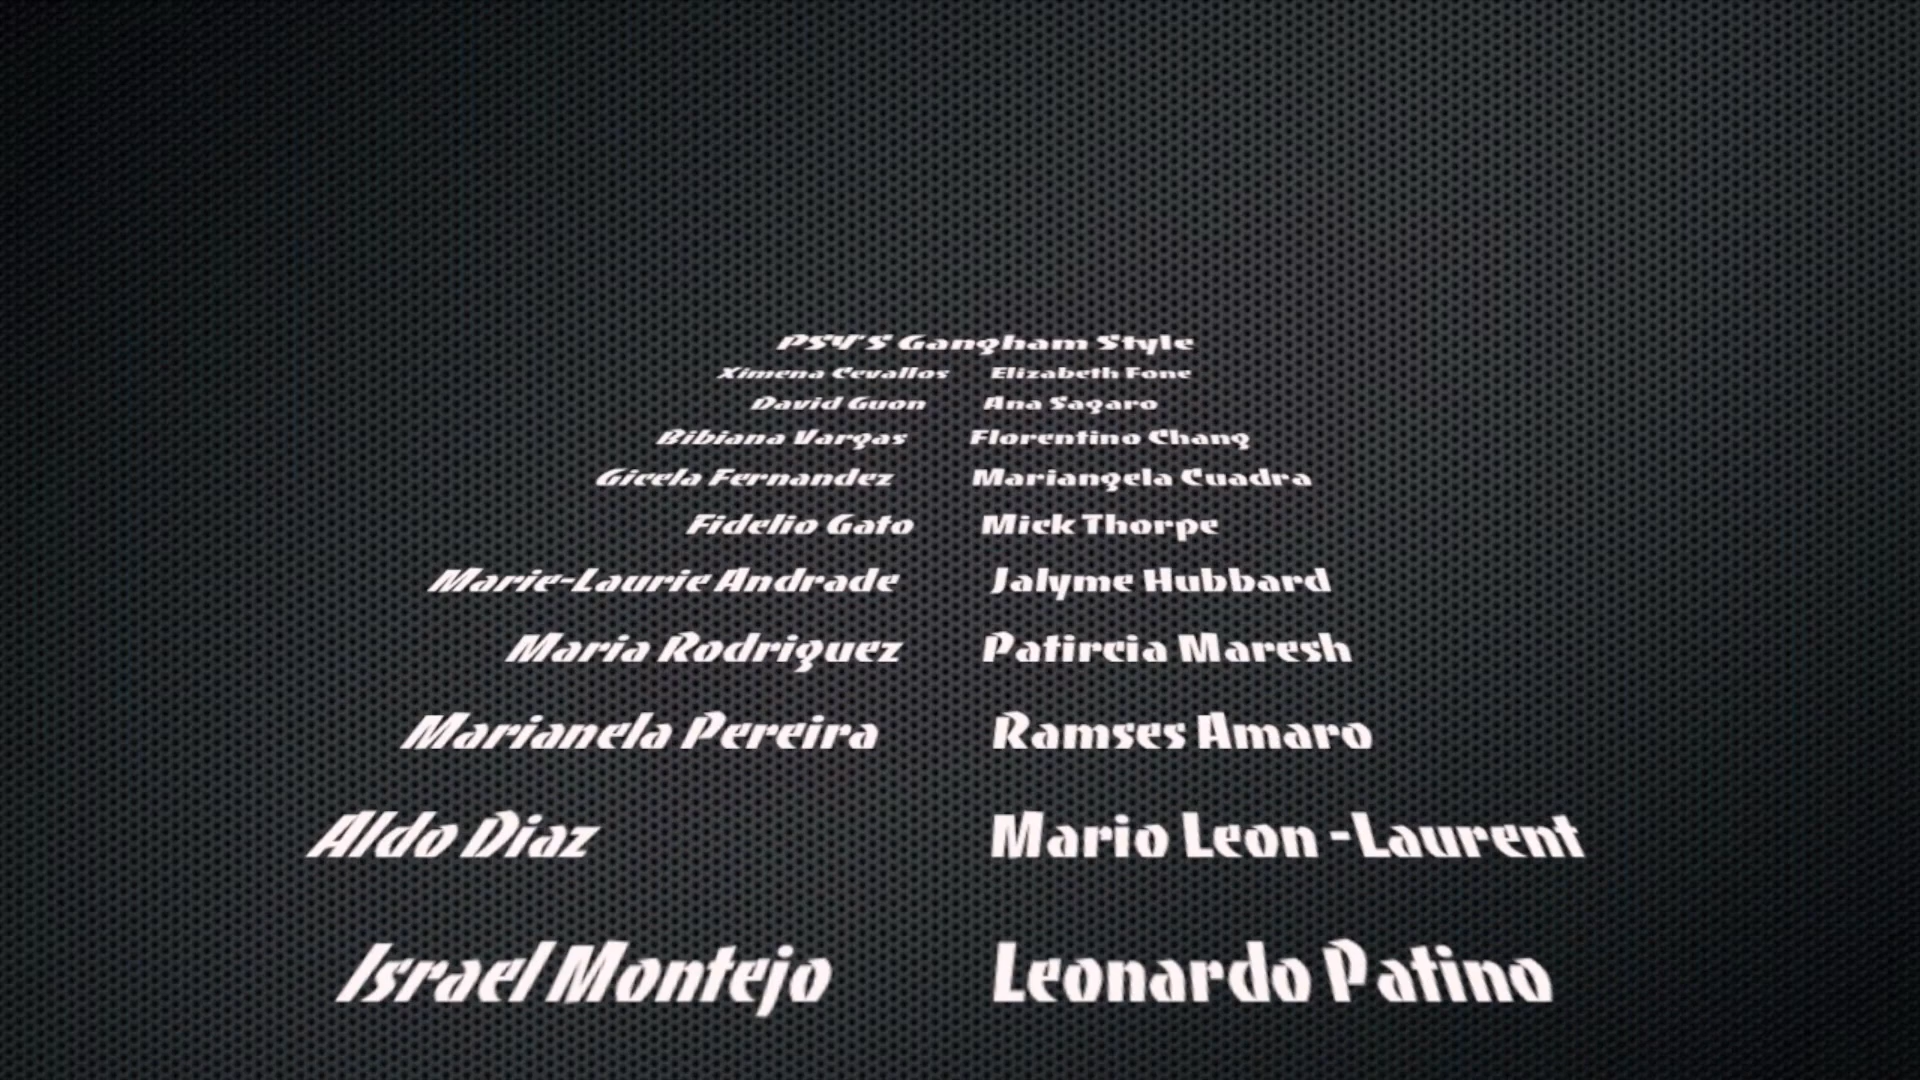 PSY'S Gangham Style
Ximena Cevallos Elizabeth Fone
David Guon Ana Sagaro
Bibiana Vargas Florentino Chang
Gicela Fernandez Mariangela Cuadra
Fidelio Gato Mick Thorpe
Marie-Laurie Andrade Jalyme Hubbard
Maria Rodriguez Patircia Maresh
Marianela Pereira Ramses Amaro
Aldo Diaz Mario Leon -Laurent
Israel Montejo Leonardo Patino